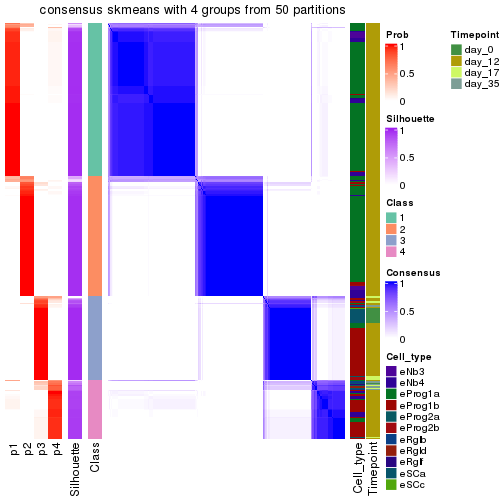 consensus skmeans with 4 groups from 50 partitions
Prob
1
0.5
0
Silhouette
1
0.5
0
Class
1
2
3
4
Consensus
1
0.5
0
Cell_type
eNb3
eNb4
eProg1a
eProg1b
eProg2a
eProg2b
eRglb
eRgld
eRglf
eSCa
eSCc
Timepoint
day_0
day_12
day_17
day_35
p1
p2
p3
p4
Silhouette
Class
Cell_type
Timepoint